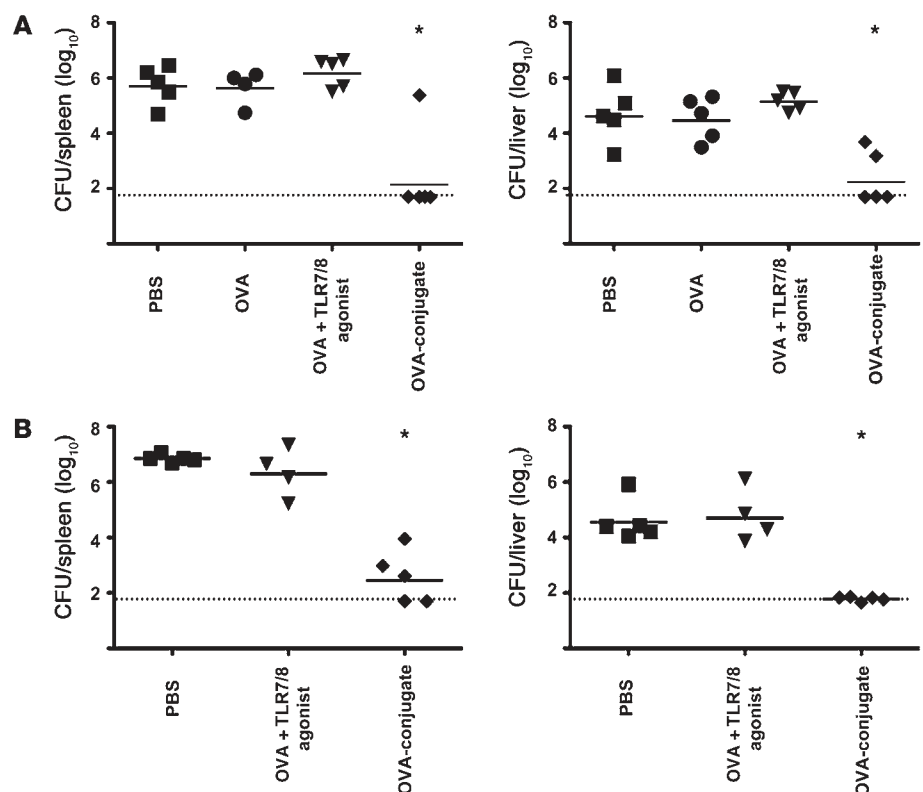 A
CFU/spleen (log10)
8
6
4
2
*
PBS
OVA
OVA + TLR7/8
agonist
OVA-conjugate
CFU/liver (log10)
8
6
4
2
*
PBS
OVA
OVA + TLR7/8
agonist
OVA-conjugate
B
CFU/spleen (log10)
8
6
4
2
*
PBS
OVA + TLR7/8
agonist
OVA-conjugate
CFU/liver (log10)
8
6
4
2
*
PBS
OVA + TLR7/8
agonist
OVA-conjugate